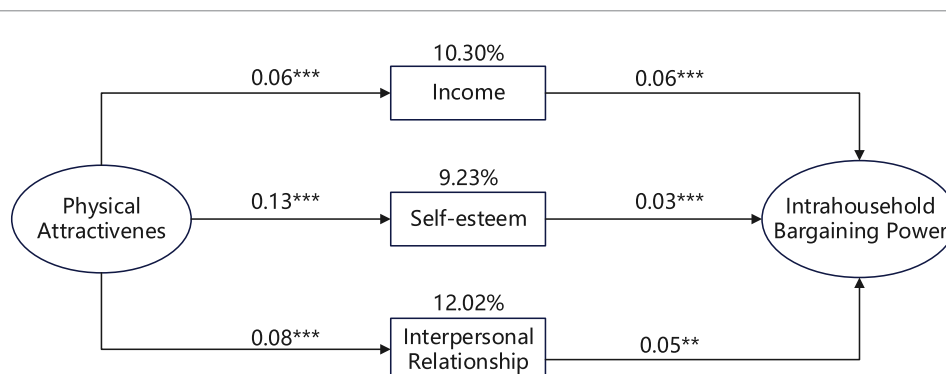 10.30%
0.06***
Income
0.06***
9.23%
Physical
Attractivenes
0.13***
Self-esteem
0.03***
Intrahousehold
Bargaining Power
12.02%
0.08***
Interpersonal
Relationship
0.05**